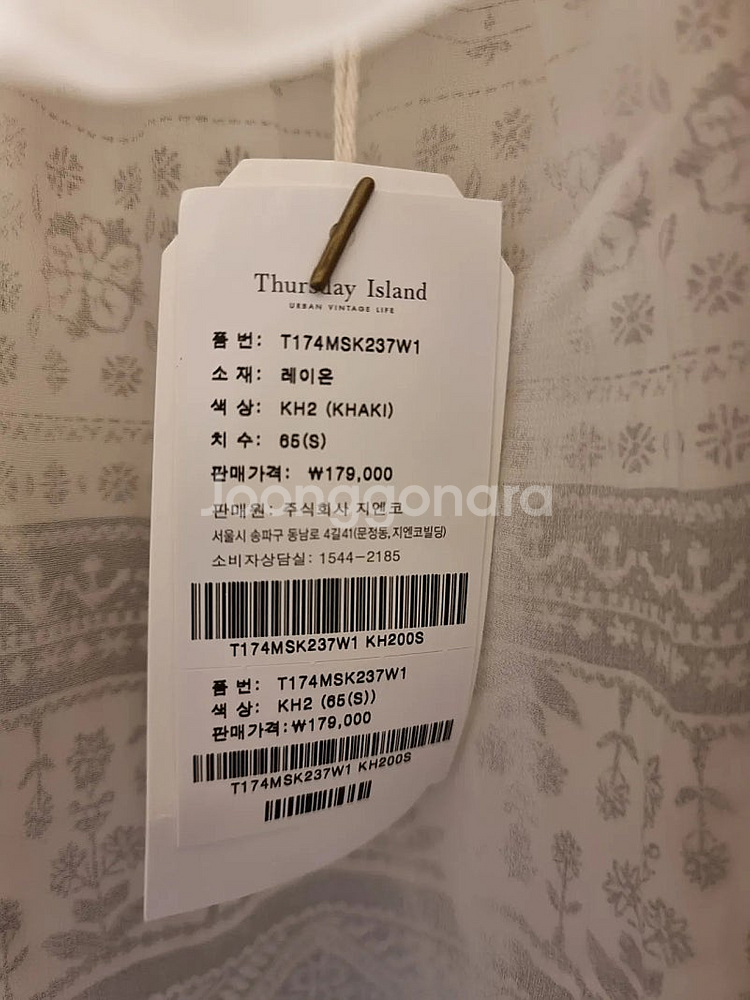 Thursday Island
URBAN VINTAGE LIFE
품 번: T174MSK237W1
소 재: 레이온
색 상: KH2 (KHAKI)
치 수: 65(S)
판매가격: ₩179,000
Joonggonara
판매원: 주식회사 지엔코
서울시 송파구 동남로 4길41(문정동,지엔코빌딩)
소비자상담실: 1544-2185
T174MSK237W1 KH200S
품 번: T174MSK237W1
색 상: KH2 (65(S))
판매가격:₩179,000
T174MSK237W1 KH200S